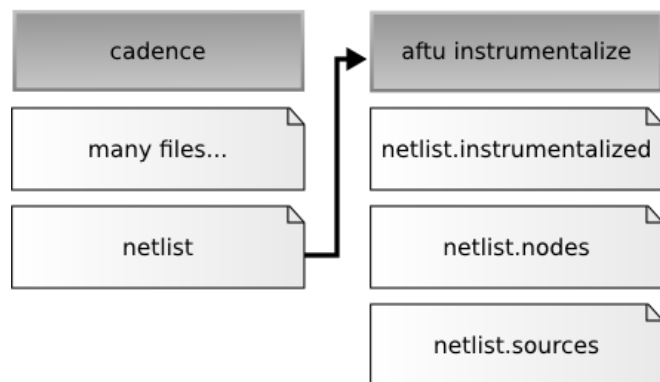 cadence
many files...
netlist
aftu instrumentalize
netlist.instrumentalized
netlist.nodes
netlist.sources